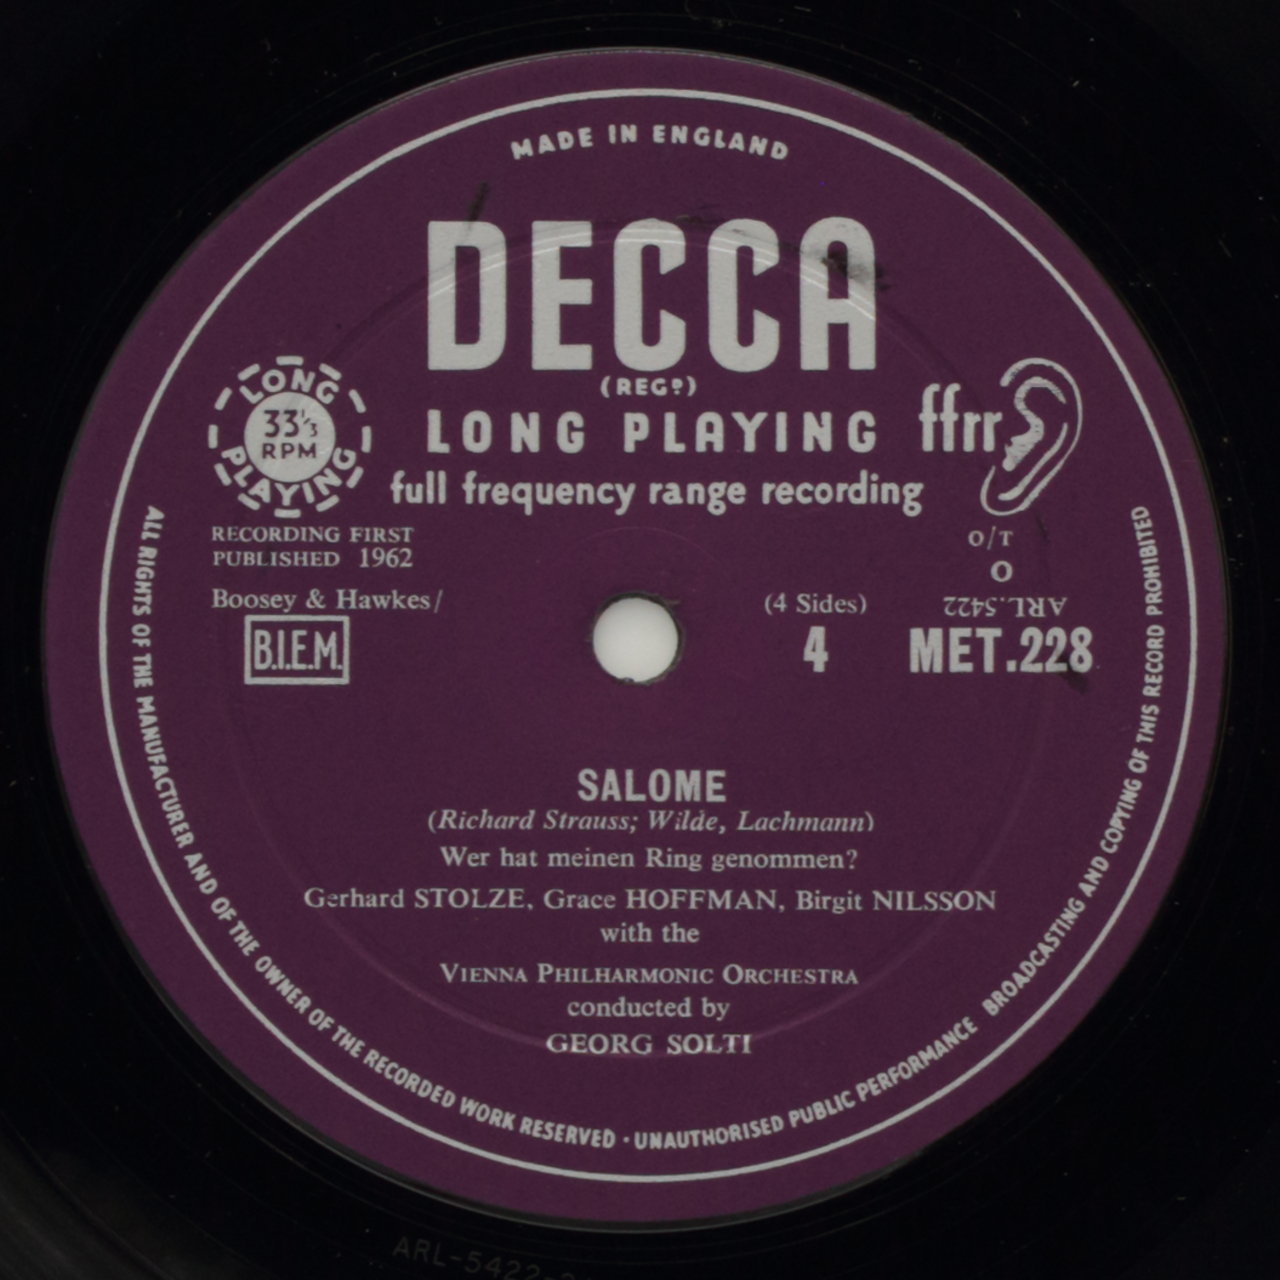 MADE IN ENGLAND
DECCA
(REGᴰ)
LONG PLAYING
ffrr
full frequency range recording
LONG PLAYING
33⅓
RPM
RECORDING FIRST
PUBLISHED 1962
Boosey & Hawkes/
B.I.E.M.
(4 Sides)
4
O/T
O
ARL.5422
MET.228
SALOME
(Richard Strauss; Wilde, Lachmann)
Wer hat meinen Ring genommen?
Gerhard STOLZE, Grace HOFFMAN, Birgit NILSSON
with the
VIENNA PHILHARMONIC ORCHESTRA
conducted by
GEORG SOLTI
ALL RIGHTS OF THE MANUFACTURER AND OF THE OWNER OF THE RECORDED WORK RESERVED · UNAUTHORISED PUBLIC PERFORMANCE BROADCASTING AND COPYING OF THIS RECORD PROHIBITED
ARL-5422